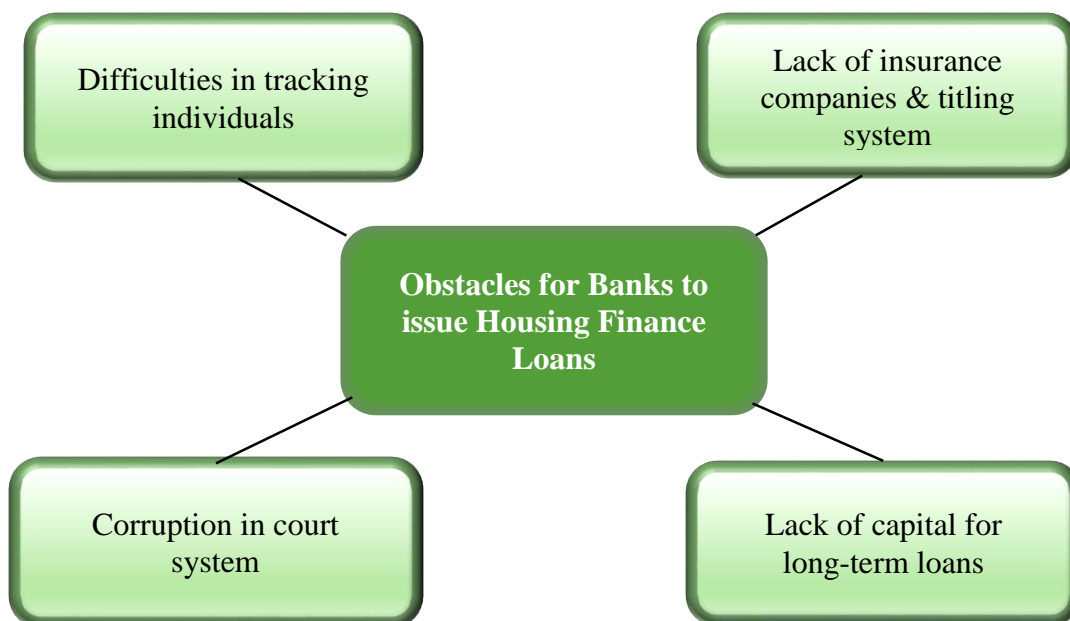 Difficulties in tracking
individuals
Lack of insurance
companies & titling
system
Obstacles for Banks to
issue Housing Finance
Loans
Corruption in court
system
Lack of capital for
long-term loans